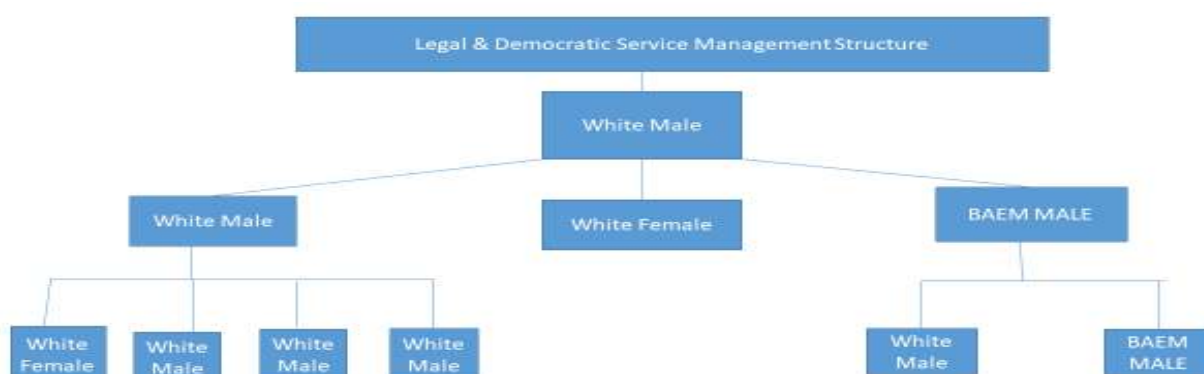 Legal & Democratic Service Management Structure
White Male
White Male
White Female
BAEM MALE
White
Female
White
Male
White
Male
White
Male
White
Male
BAEM
MALE